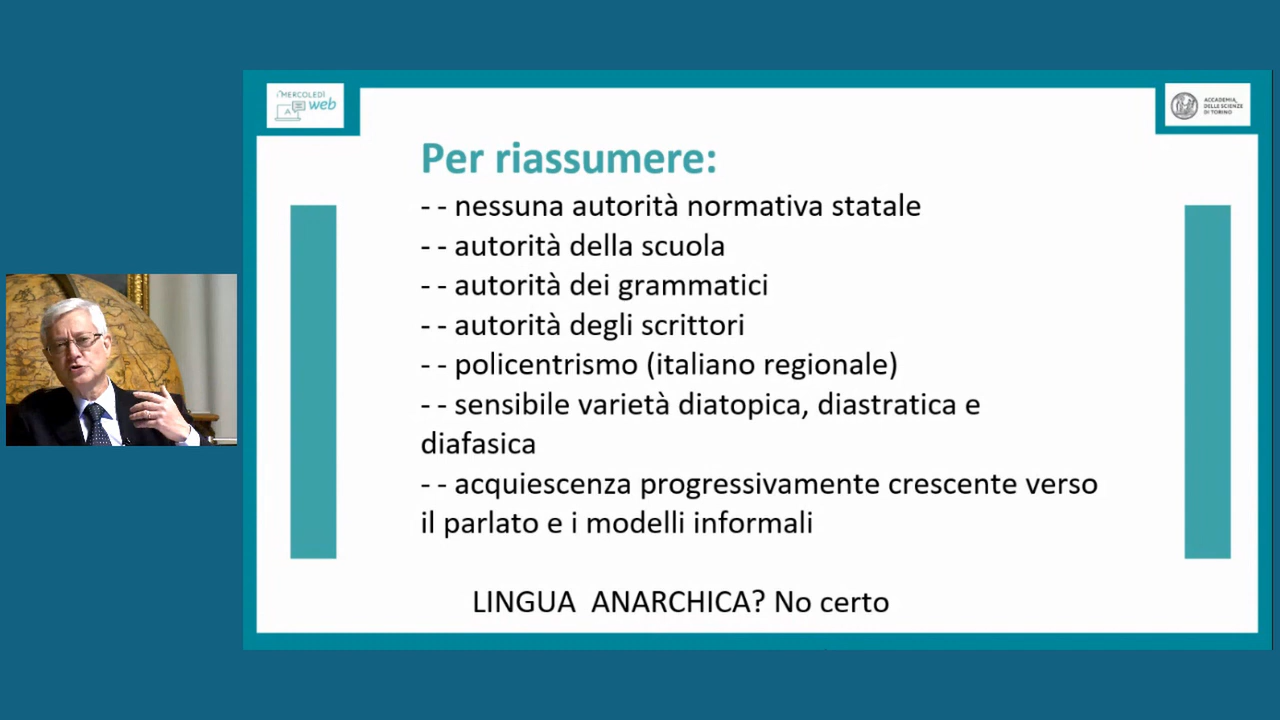 i MERCOLEDÌ
web
A
ACCADEMIA
DELLE SCIENZE
DI TORINO
Per riassumere:
- - nessuna autorità normativa statale
- - autorità della scuola
- - autorità dei grammatici
- - autorità degli scrittori
- - policentrismo (italiano regionale)
- - sensibile varietà diatopica, diastratica e
diafasica
- - acquiescenza progressivamente crescente verso
il parlato e i modelli informali
LINGUA  ANARCHICA? No certo